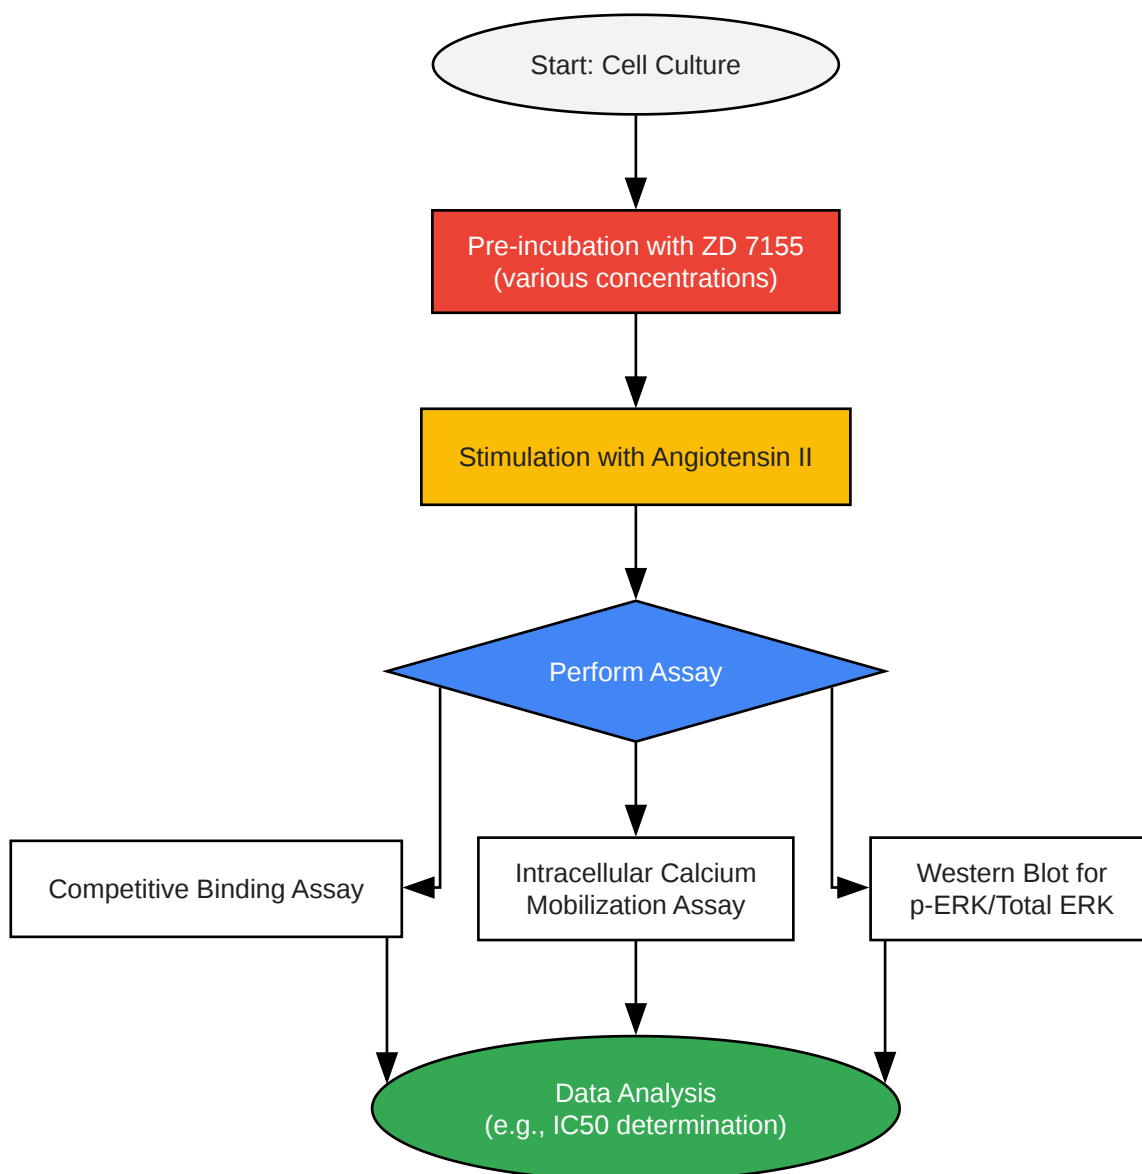 Start: Cell Culture
Pre-incubation with ZD 7155
(various concentrations)
Stimulation with Angiotensin II
Perform Assay
Competitive Binding Assay
Intracellular Calcium
Mobilization Assay
Western Blot for
p-ERK/Total ERK
Data Analysis
(e.g., IC50 determination)